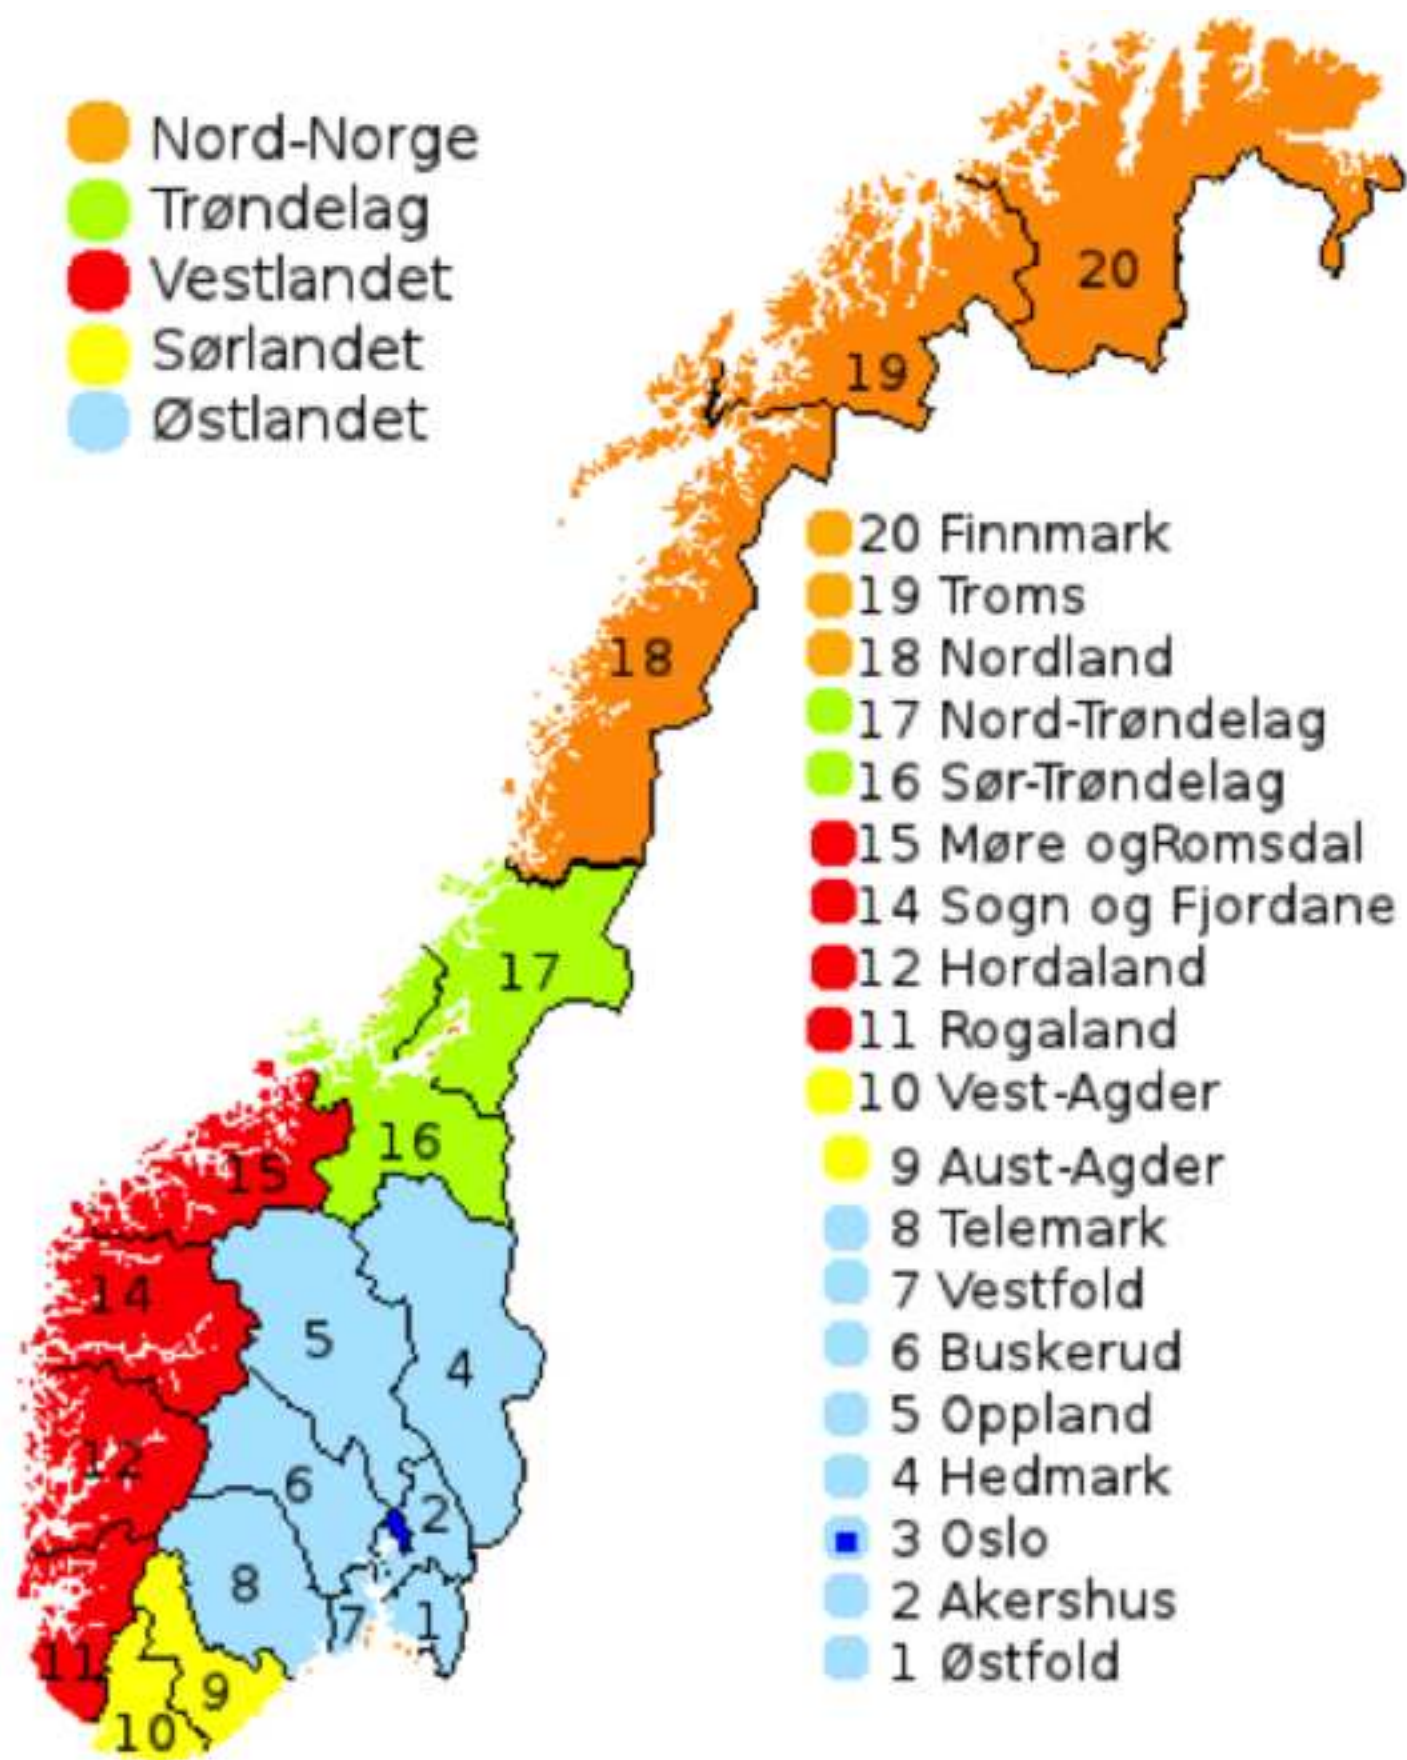 Nord-Norge
Trøndelag
Vestlandet
Sørlandet
Østlandet
20
19
18
17
16
15
14
5
4
12
6
2
8
7
1
11
9
10
20 Finnmark
19 Troms
18 Nordland
17 Nord-Trøndelag
16 Sør-Trøndelag
15 Møre ogRomsdal
14 Sogn og Fjordane
12 Hordaland
11 Rogaland
10 Vest-Agder
9 Aust-Agder
8 Telemark
7 Vestfold
6 Buskerud
5 Oppland
4 Hedmark
3 Oslo
2 Akershus
1 Østfold